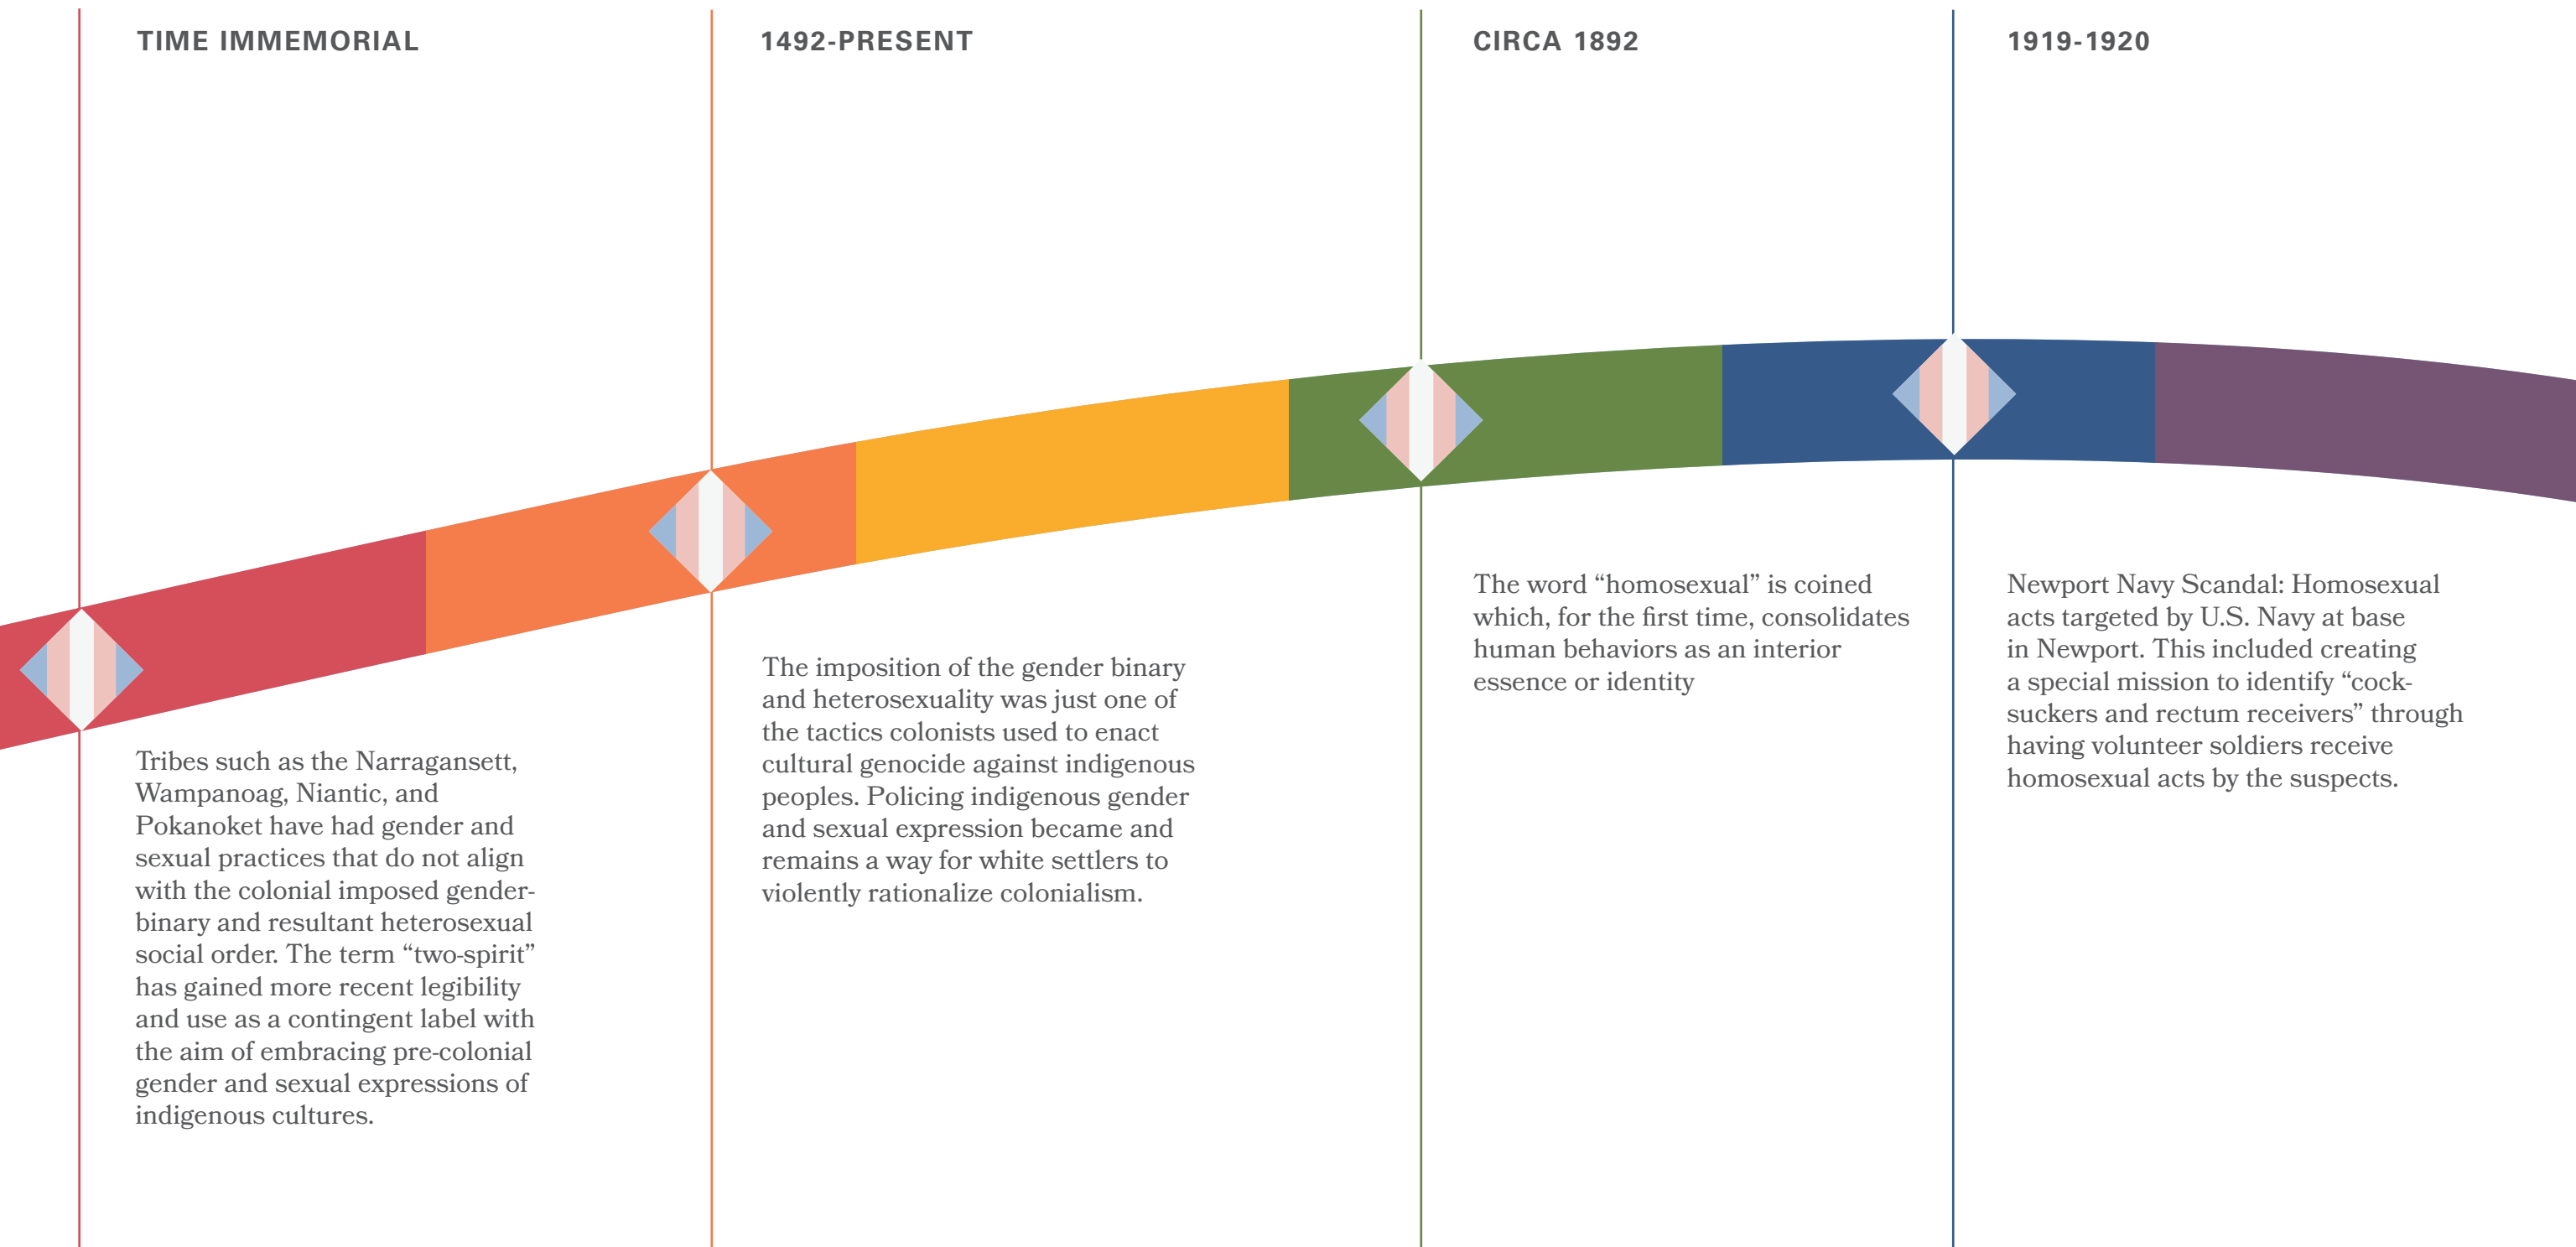 TIME IMMEMORIAL
Tribes such as the Narragansett,
Wampanoag, Niantic, and
Pokanoket have had gender and
sexual practices that do not align
with the colonial imposed gender-
binary and resultant heterosexual
social order. The term “two-spirit”
has gained more recent legibility
and use as a contingent label with
the aim of embracing pre-colonial
gender and sexual expressions of
indigenous cultures.
1492-PRESENT
The imposition of the gender binary
and heterosexuality was just one of
the tactics colonists used to enact
cultural genocide against indigenous
peoples. Policing indigenous gender
and sexual expression became and
remains a way for white settlers to
violently rationalize colonialism.
CIRCA 1892
The word “homosexual” is coined
which, for the first time, consolidates
human behaviors as an interior
essence or identity
1919-1920
Newport Navy Scandal: Homosexual
acts targeted by U.S. Navy at base
in Newport. This included creating
a special mission to identify “cock-
suckers and rectum receivers” through
having volunteer soldiers receive
homosexual acts by the suspects.